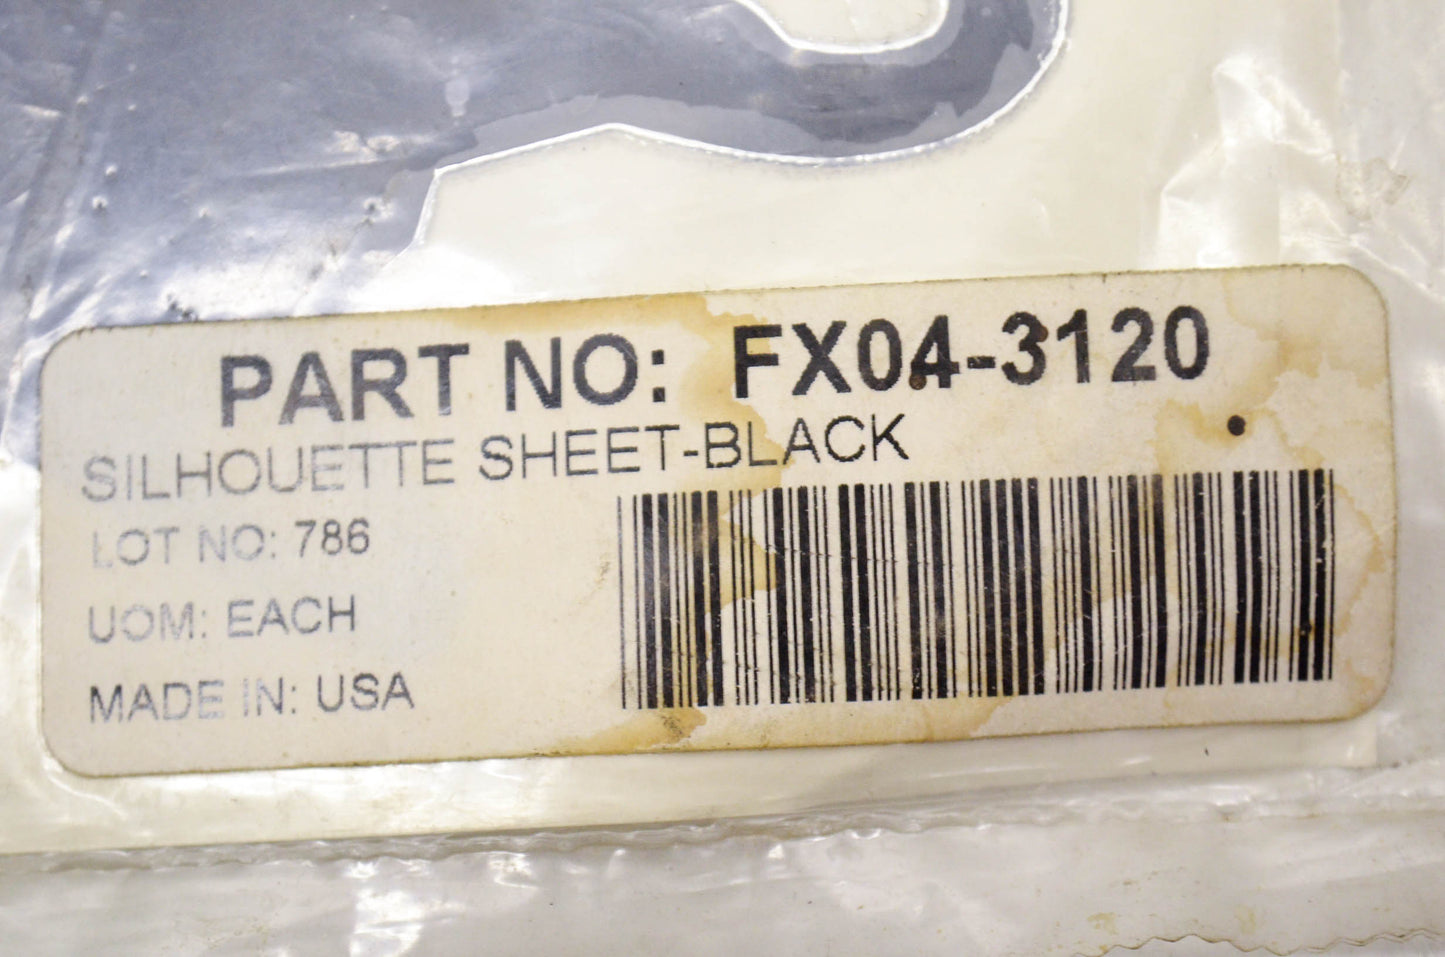 PART NO: FX04-3120
SILHOUETTE SHEET-BLACK
LOT NO: 786
UOM: EACH
MADE IN: USA